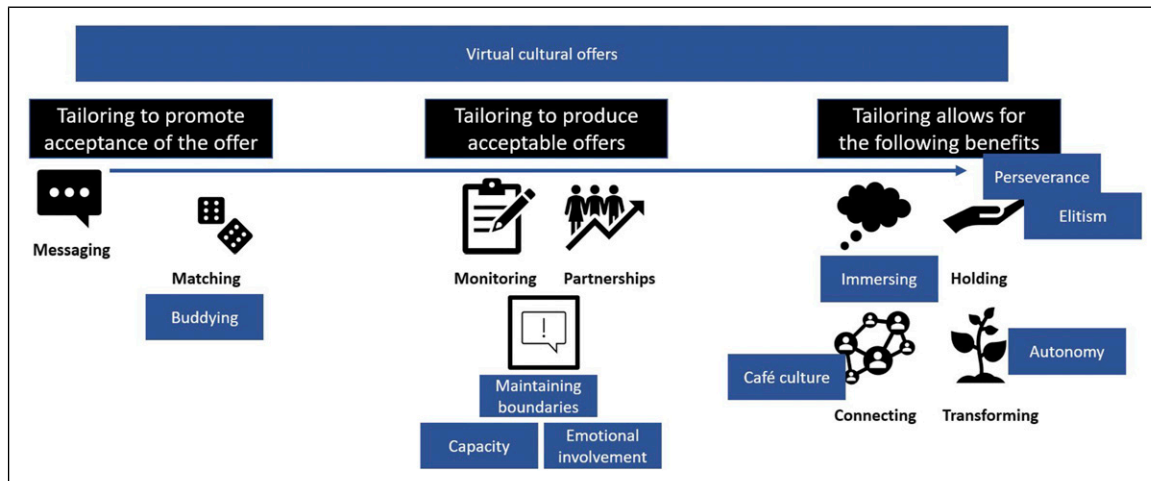 Virtual cultural offers
Tailoring to promote
acceptance of the offer
Tailoring to produce
acceptable offers
Tailoring allows for
the following benefits
Messaging
Matching
Buddying
Monitoring
Partnerships
!
Maintaining
boundaries
Capacity
Emotional
involvement
Perseverance
Elitism
Immersing
Holding
Café culture
Autonomy
Connecting
Transforming